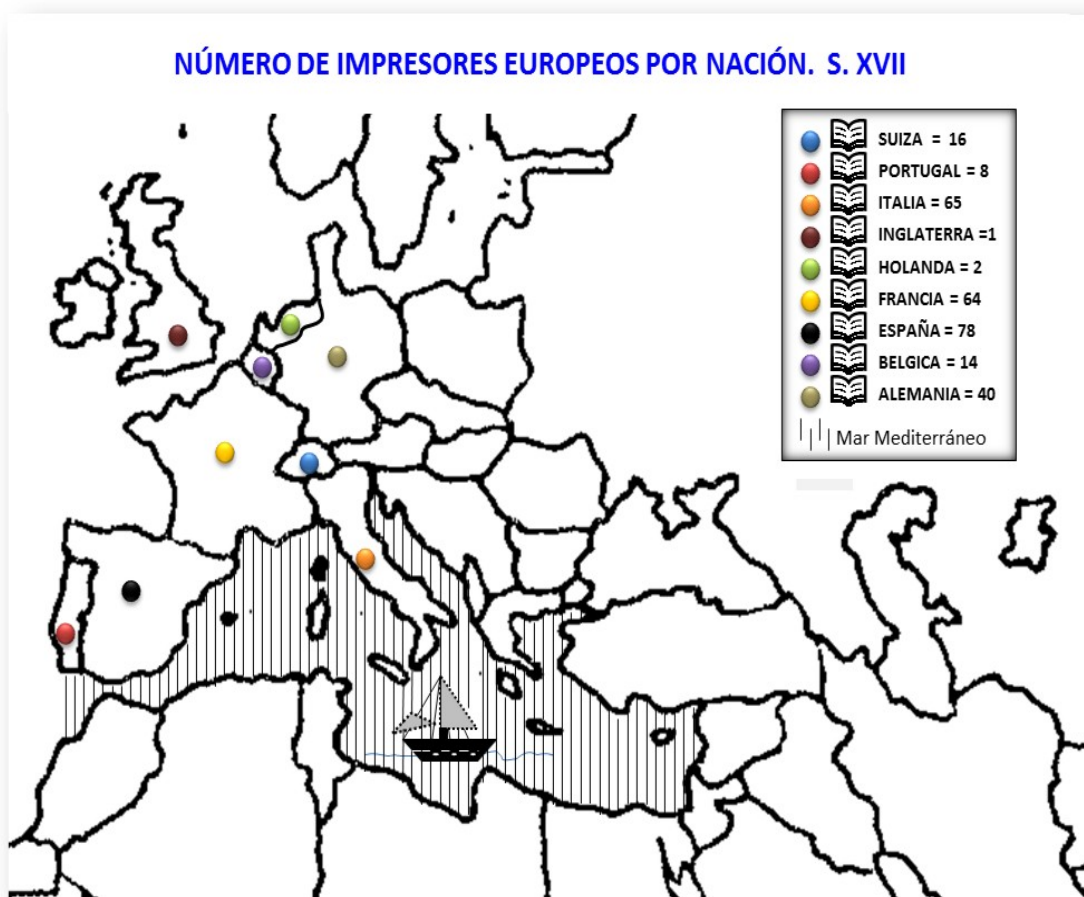 NÚMERO DE IMPRESORES EUROPEOS POR NACIÓN. S. XVII
SUIZA = 16
PORTUGAL = 8
ITALIA = 65
INGLATERRA =1
HOLANDA = 2
FRANCIA = 64
ESPAÑA = 78
BELGICA = 14
ALEMANIA = 40
Mar Mediterráneo